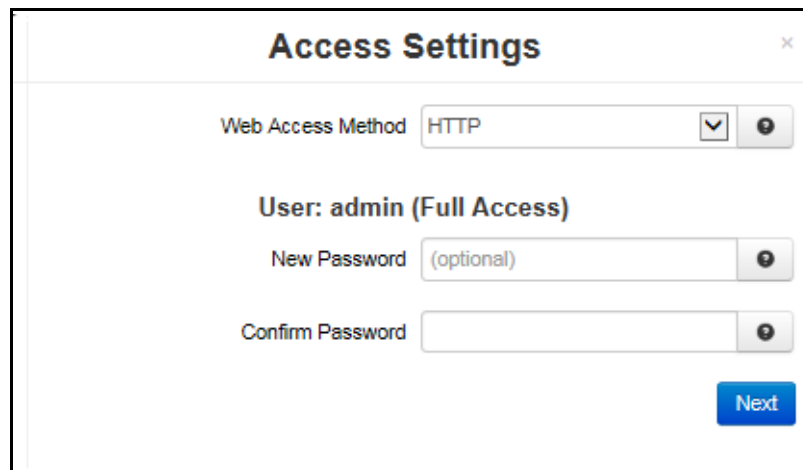 Access Settings ×
Web Access Method HTTP
User: admin (Full Access)
New Password (optional)
Confirm Password
Next